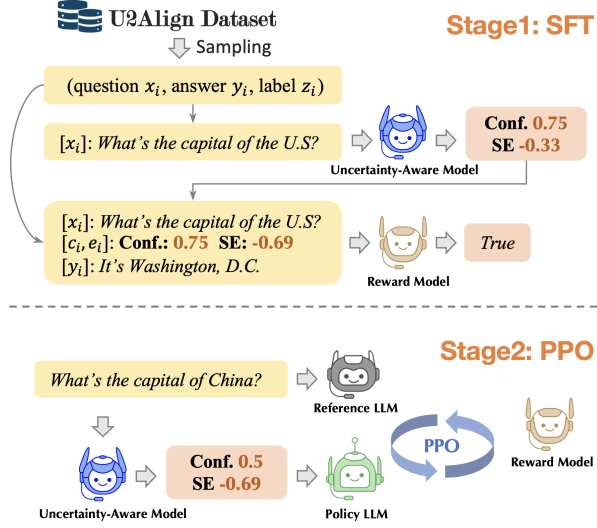 U2Align Dataset
Stage1: SFT
Sampling
(question xᵢ, answer yᵢ, label zᵢ)
[xᵢ]: What's the capital of the U.S?
Conf. 0.75
SE -0.33
Uncertainty-Aware Model
[xᵢ]: What's the capital of the U.S?
[cᵢ, eᵢ]: Conf.: 0.75 SE: -0.69
[yᵢ]: It's Washington, D.C.
True
Reward Model
Stage2: PPO
What's the capital of China?
Reference LLM
PPO
Reward Model
Conf. 0.5
SE -0.69
Uncertainty-Aware Model
Policy LLM